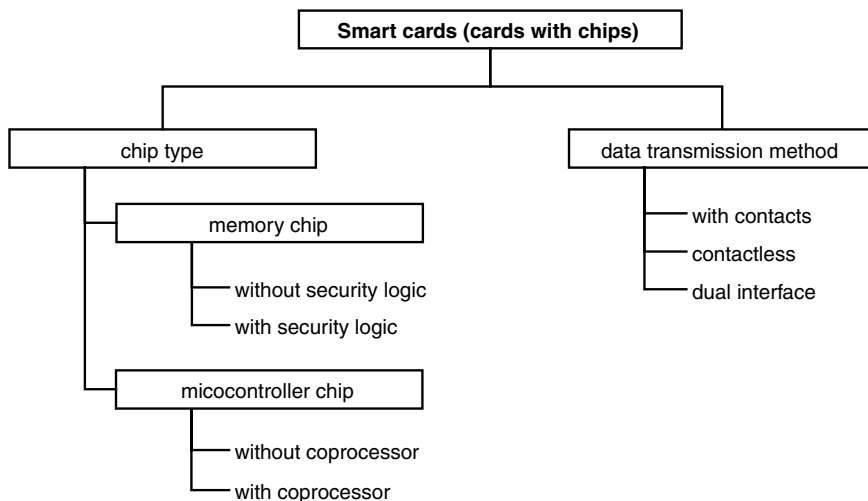 Smart cards (cards with chips)
chip type
data transmission method
memory chip
with contacts
contactless
without security logic
dual interface
with security logic
micocontroller chip
without coprocessor
with coprocessor